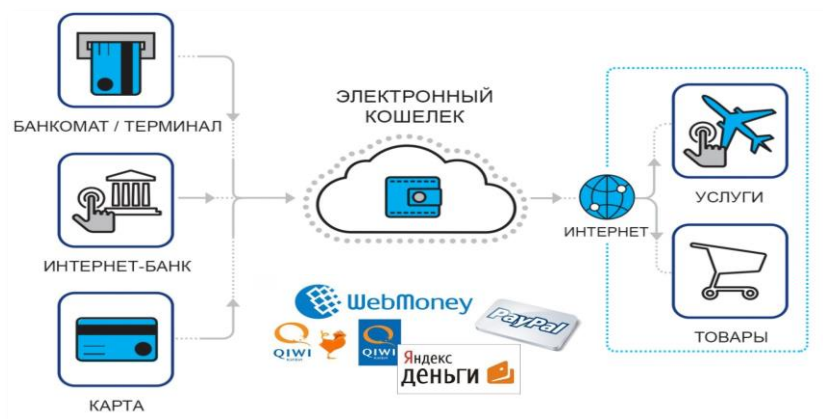 БАНКОМАТ / ТЕРМИНАЛ
ИНТЕРНЕТ-БАНК
КАРТА
ЭЛЕКТРОННЫЙ
КОШЕЛЕК
WebMoney
PayPal
QIWI
QIWI
Яндекс
деньги
ИНТЕРНЕТ
УСЛУГИ
ТОВАРЫ